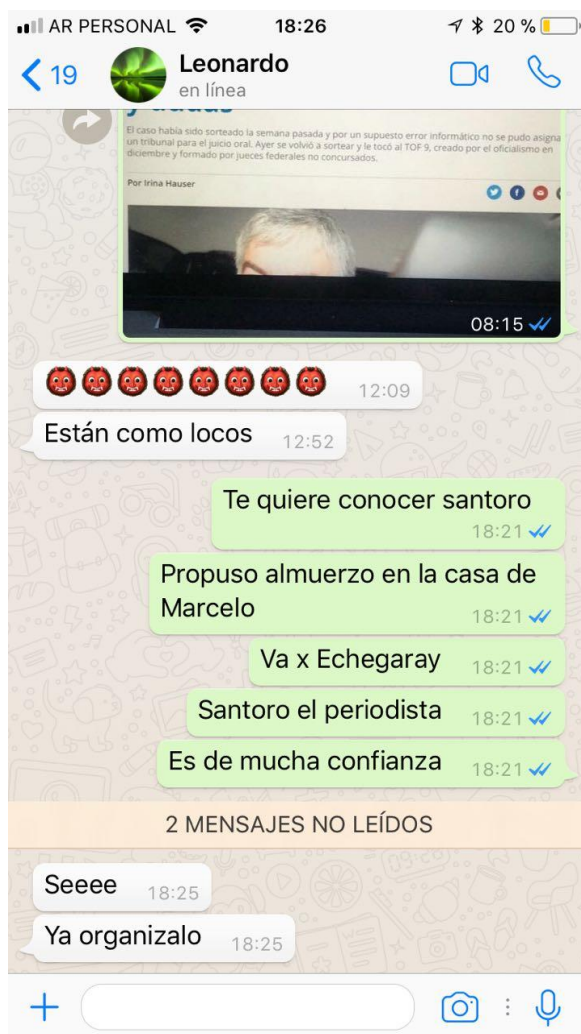 AR PERSONAL 18:26 20 %
19 Leonardo
en línea
y dudas
El caso había sido sorteado la semana pasada y por un supuesto error informático no se pudo asigna
un tribunal para el juicio oral. Ayer se volvió a sortear y le tocó al TOF 9, creado por el oficialismo en
diciembre y formado por jueces federales no concursados.
Por Irina Hauser
08:15
12:09
Están como locos 12:52
Te quiere conocer santoro
18:21
Propuso almuerzo en la casa de
Marcelo 18:21
Va x Echegaray 18:21
Santoro el periodista 18:21
Es de mucha confianza 18:21
2 MENSAJES NO LEÍDOS
Seeee 18:25
Ya organizalo 18:25